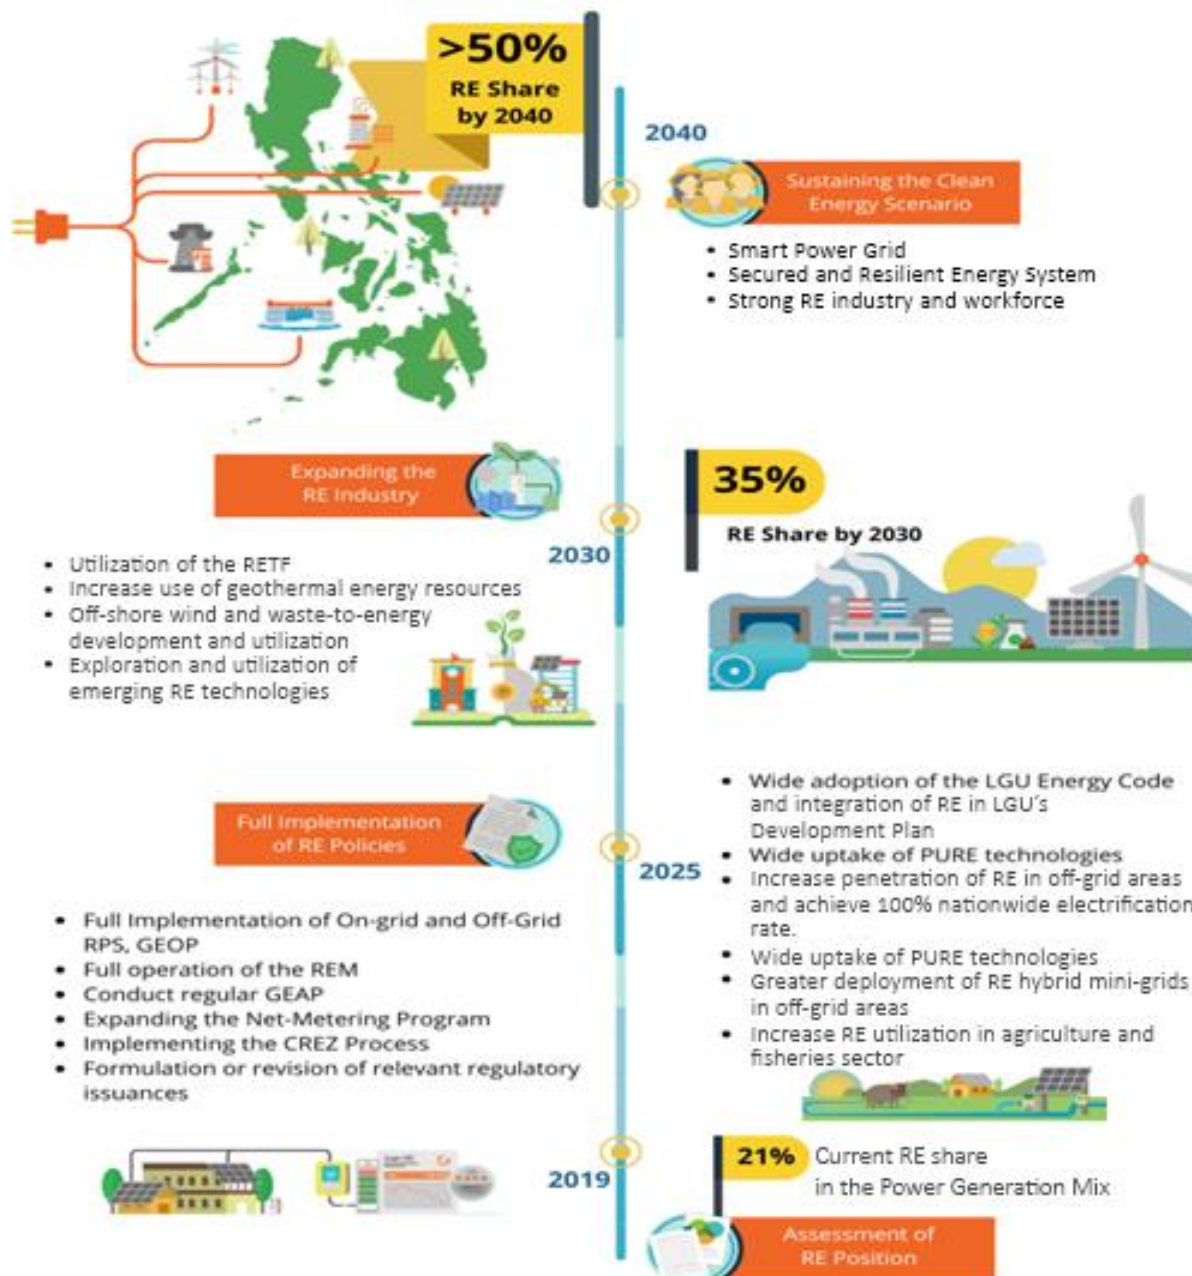 >50%
RE Share
by 2040
2040
Sustaining the Clean
Energy Scenario
• Smart Power Grid
• Secured and Resilient Energy System
• Strong RE industry and workforce
Expanding the
RE Industry
2030
• Utilization of the RETF
• Increase use of geothermal energy resources
• Off-shore wind and waste-to-energy
development and utilization
• Exploration and utilization of
emerging RE technologies
35%
RE Share by 2030
Full Implementation
of RE Policies
2025
• Full Implementation of On-grid and Off-Grid
RPS, GEOP
• Full operation of the REM
• Conduct regular GEAP
• Expanding the Net-Metering Program
• Implementing the CREZ Process
• Formulation or revision of relevant regulatory
issuances
• Wide adoption of the LGU Energy Code
and integration of RE in LGU's
Development Plan
• Wide uptake of PURE technologies
• Increase penetration of RE in off-grid areas
and achieve 100% nationwide electrification
rate.
• Wide uptake of PURE technologies
• Greater deployment of RE hybrid mini-grids
in off-grid areas
• Increase RE utilization in agriculture and
fisheries sector
2019
21%
Current RE share
in the Power Generation Mix
Assessment of
RE Position